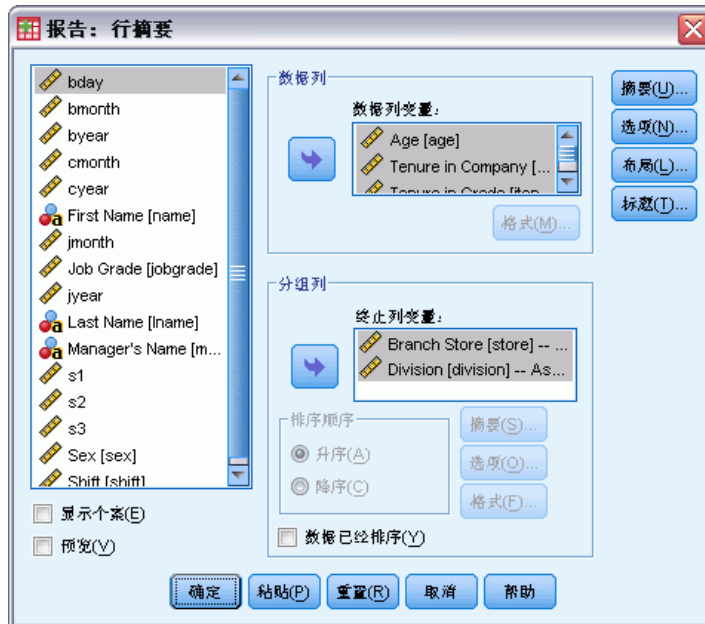 报告：行摘要
bday
bmonth
byear
cmonth
cyear
First Name [name]
jmonth
Job Grade [jobgrade]
jyear
Last Name [lname]
Manager's Name [m...
s1
s2
s3
Sex [sex]
Shift [shift]
显示个案(E)
预览(V)
数据列
数据列变量：
Age [age]
Tenure in Company [...
Tenure in Grade [ten...
格式(M)...
分组列
终止列变量：
Branch Store [store] -- ...
Division [division] -- As...
排序顺序
升序(A)
降序(C)
摘要(S)...
选项(O)...
格式(F)...
数据已经排序(Y)
摘要(U)...
选项(N)...
布局(L)...
标题(T)...
确定
粘贴(P)
重置(R)
取消
帮助